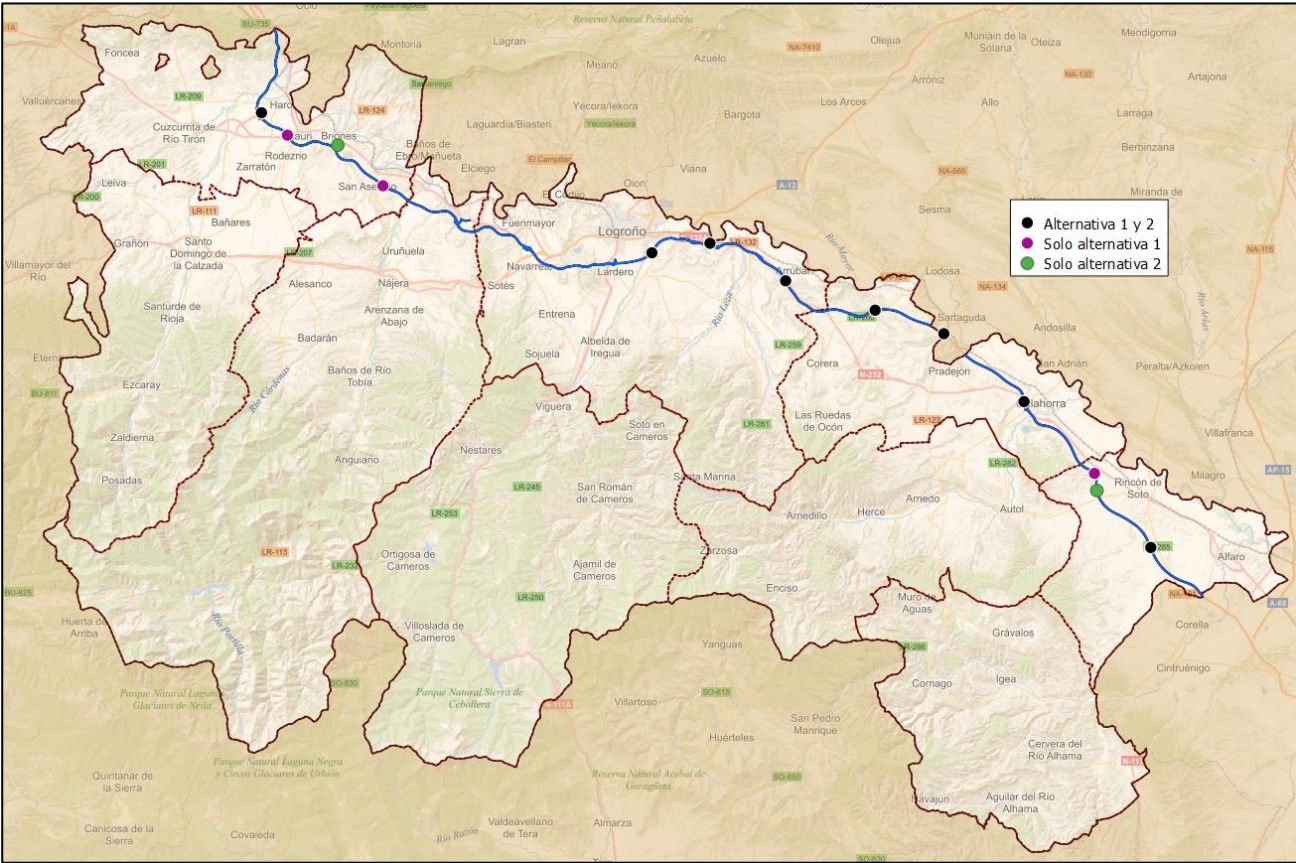 BU-735
Reserva Natural Peñalabeja
Foncea
Montoria
Lagran
Azuelo
NA-7410
Olejua
Muniáin de la
Solana
Oteiza
Mendigorria
Meano
NA-132
Valluércanes
LR-209
Haro
LR-124
Samaniego
Yécora/Iekora
Yécora/Iekora
Bargota
Los Arcos
Arróniz
Allo
Larraga
Artajona
Cuzcurrita de
Río Tirón
Briones
Laguardia/Biasteri
Berbinzana
Rodezno
Zarratón
Baños de
Ebro/Mañueta
Elciego
El Campillar
Viana
NA-666
LR-201
Leiva
LR-200
San Asensio
Oion
A-12
Miranda de
LR-111
Bañares
Fuenmayor
Logroño
LR-132
Sesma
Alternativa 1 y 2
Solo alternativa 1
Solo alternativa 2
Grañón
Santo
Domingo de
la Calzada
Uruñuela
LR-207
Navarrete
Lardero
Río Mayor
NA-115
Villamayor del
Río
Alesanco
Nájera
Sotés
Arrúbal
Lodosa
NA-134
Santurde de
Rioja
Arenzana de
Abajo
Entrena
Río Leza
Sartaguda
Andosilla
Río Arlas
Badarán
Albelda de
Iregua
LR-259
Corera
N-232
Pradejón
San Adrián
Peralta/Azkoien
Ezcaray
Baños de Río
Tobía
Río Cárdenas
Sojuela
BU-811
Viguera
Soto en
Cameros
LR-261
Las Ruedas
de Ocón
LR-123
Zaldierna
Nestares
Villafranca
Posadas
Anguiano
LR-245
San Román
de Cameros
Santa Marina
LR-282
Rincón de
Soto
Milagro
AP-15
LR-253
Arnedillo
Herce
Arnedo
Autol
LR-113
LR-232
Ortigosa de
Cameros
Ajamil de
Cameros
Zarzosa
Alfaro
BU-825
LR-250
Enciso
Muro de
Aguas
A-68
Huerta de
Arriba
Río Portilla
Villoslada de
Cameros
Yanguas
LR-286
Grávalos
Corella
Cintruénigo
Parque Natural Laguna
Glaciares de Neila
SO-830
Parque Natural Sierra de
Cebollera
N-111A
Villartoso
SO-615
Cornago
Igea
San Pedro
Manrique
Huérteles
Parque Natural Laguna Negra
y Circos Glaciares de Urbión
Cervera del
Río Alhama
Quintanar de
la Sierra
Reserva Natural Acebal de
Garagüeta
SO-650
Navajún
Aguilar del Río
Alhama
Canicosa de la
Sierra
Covaleda
Río Razón
Valdeavellano
de Tera
Almarza
SO-630